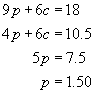 9p + 6c = 18
4p + 6c = 10.5
5p = 7.5
p = 1.50